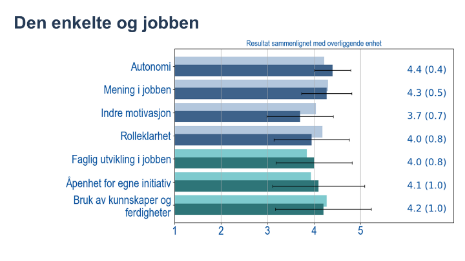 Den enkelte og jobben
Resultat sammenlignet med overliggende enhet
Autonomi 4.4 (0.4)
Mening i jobben 4.3 (0.5)
Indre motivasjon 3.7 (0.7)
Rolleklarhet 4.0 (0.8)
Faglig utvikling i jobben 4.0 (0.8)
Åpenhet for egne initiativ 4.1 (1.0)
Bruk av kunnskaper og
ferdigheter 4.2 (1.0)
1 2 3 4 5